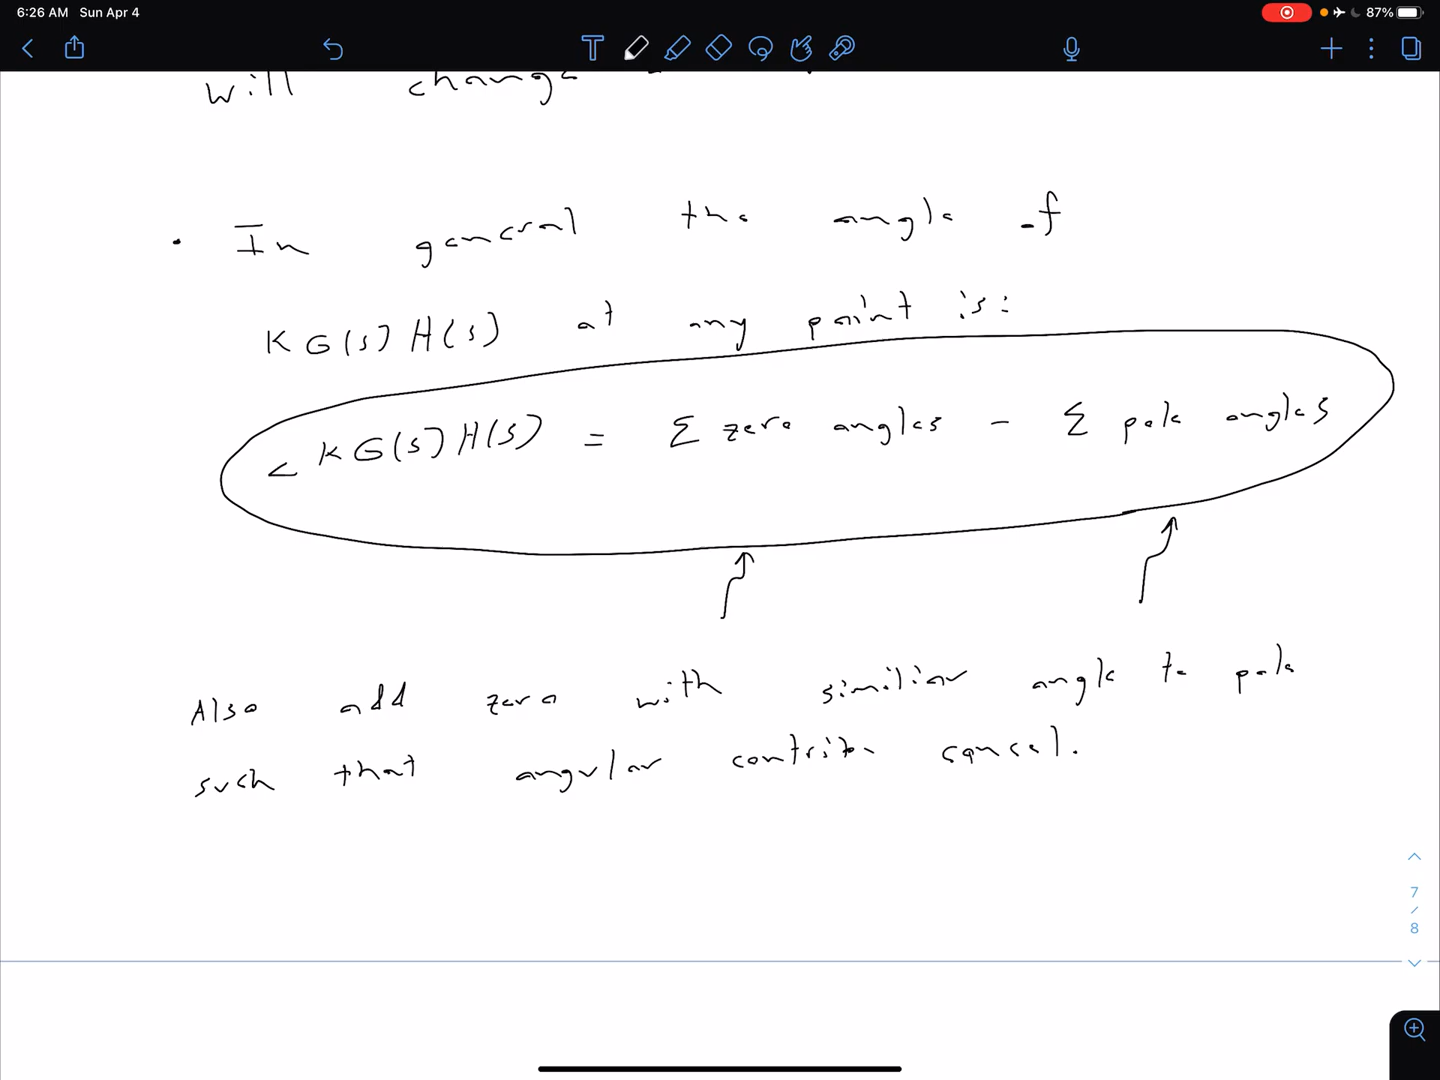 6:26 AM Sun Apr 4
87%
will change
• In general the angle of
KG(s)H(s) at any point is:
< KG(s)H(s) = Σ zero angles - Σ pole angles
Also add zero with similiar angle to pole
such that angular contrib. cancel.
7
/
8